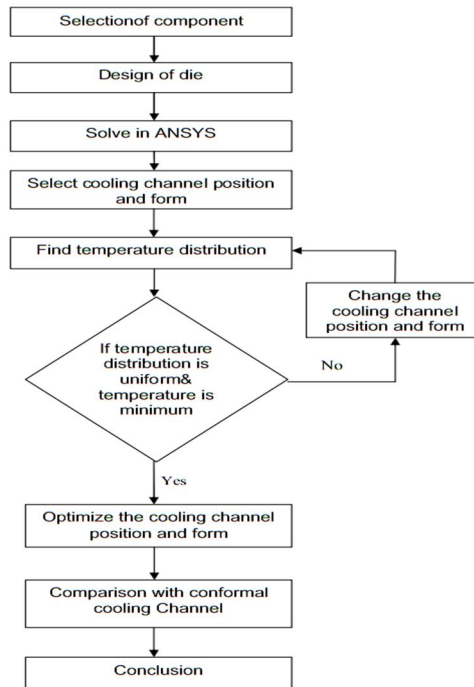 Selectionof component
Design of die
Solve in ANSYS
Select cooling channel position
and form
Find temperature distribution
Change the
cooling channel
position and form
If temperature
distribution is
uniform&
temperature is
minimum
No
Yes
Optimize the cooling channel
position and form
Comparison with conformal
cooling Channel
Conclusion